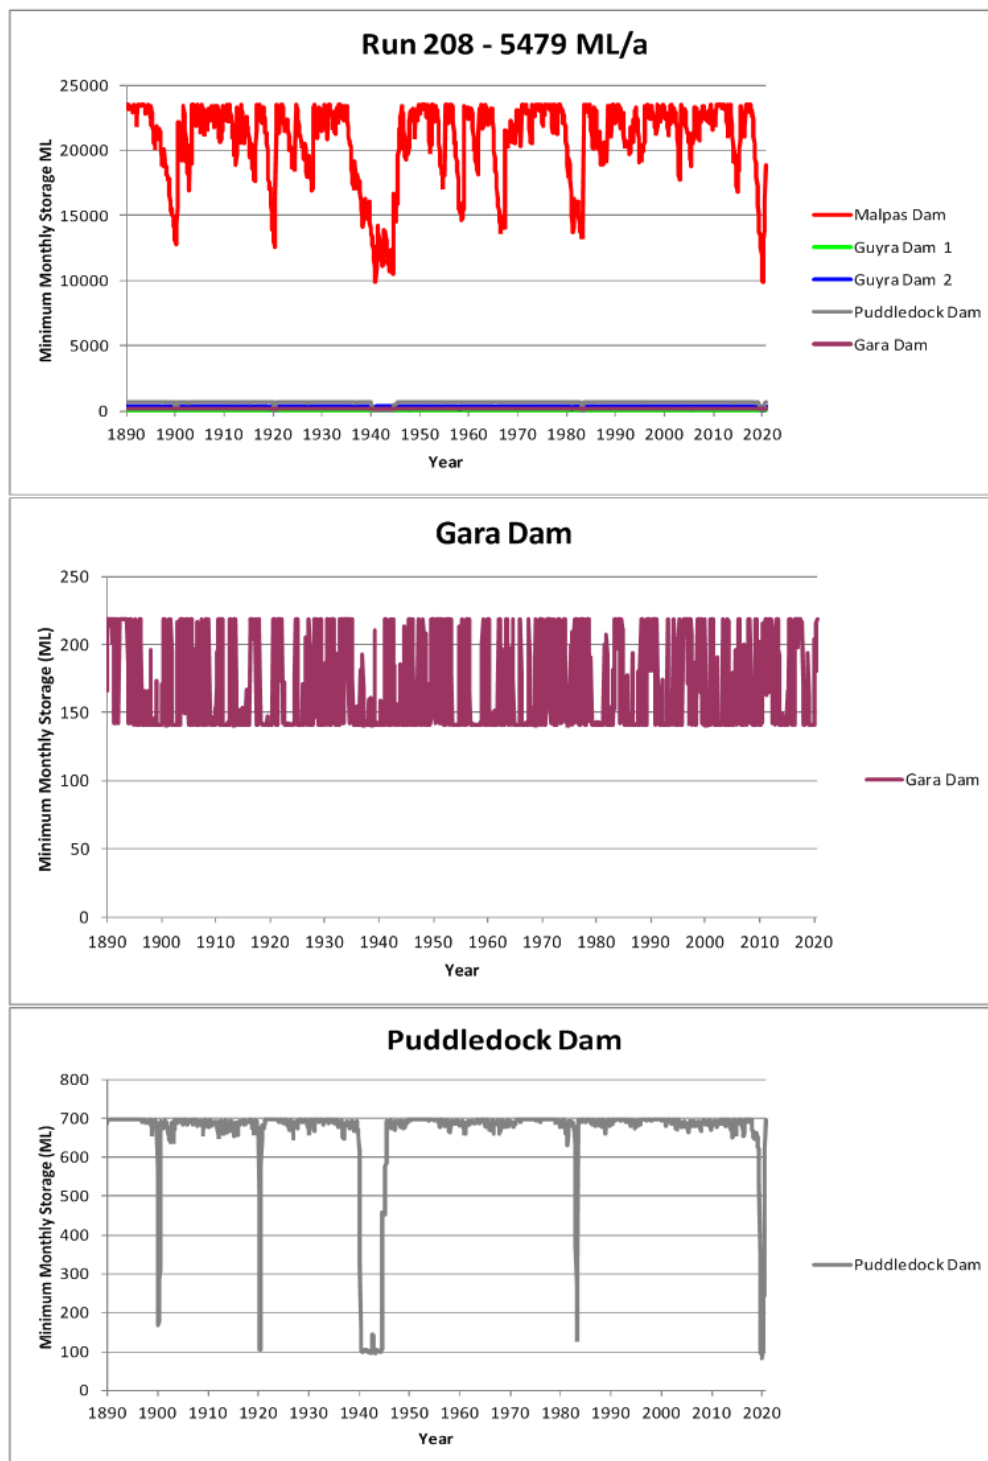 Run 208 - 5479 ML/a
Minimum Monthly Storage ML
25000
20000
15000
10000
5000
0
1890 1900 1910 1920 1930 1940 1950 1960 1970 1980 1990 2000 2010 2020
Year
Malpas Dam
Guyra Dam 1
Guyra Dam 2
Puddledock Dam
Gara Dam
Gara Dam
Minimum Monthly Storage (ML)
250
200
150
100
50
0
1890 1900 1910 1920 1930 1940 1950 1960 1970 1980 1990 2000 2010 2020
Year
Gara Dam
Puddledock Dam
Minimum Monthly Storage (ML)
800
700
600
500
400
300
200
100
0
1890 1900 1910 1920 1930 1940 1950 1960 1970 1980 1990 2000 2010 2020
Year
Puddledock Dam